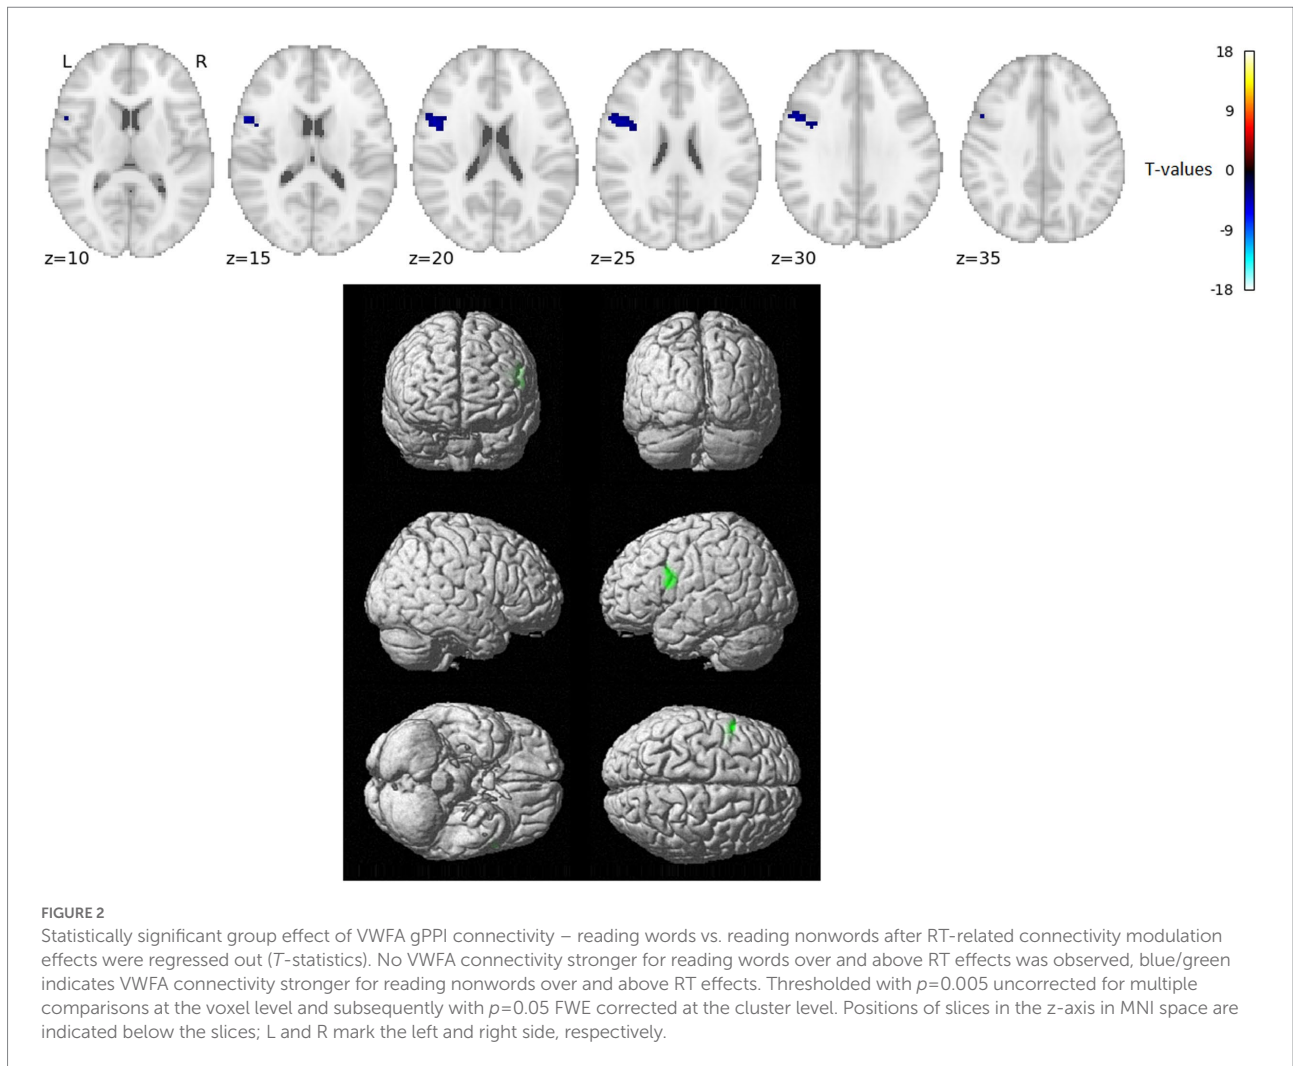 L R
18
9
T-values 0
-9
-18
z=10 z=15 z=20 z=25 z=30 z=35
FIGURE 2
Statistically significant group effect of VWFA gPPI connectivity – reading words vs. reading nonwords after RT-related connectivity modulation
effects were regressed out (T-statistics). No VWFA connectivity stronger for reading words over and above RT effects was observed, blue/green
indicates VWFA connectivity stronger for reading nonwords over and above RT effects. Thresholded with p=0.005 uncorrected for multiple
comparisons at the voxel level and subsequently with p=0.05 FWE corrected at the cluster level. Positions of slices in the z-axis in MNI space are
indicated below the slices; L and R mark the left and right side, respectively.